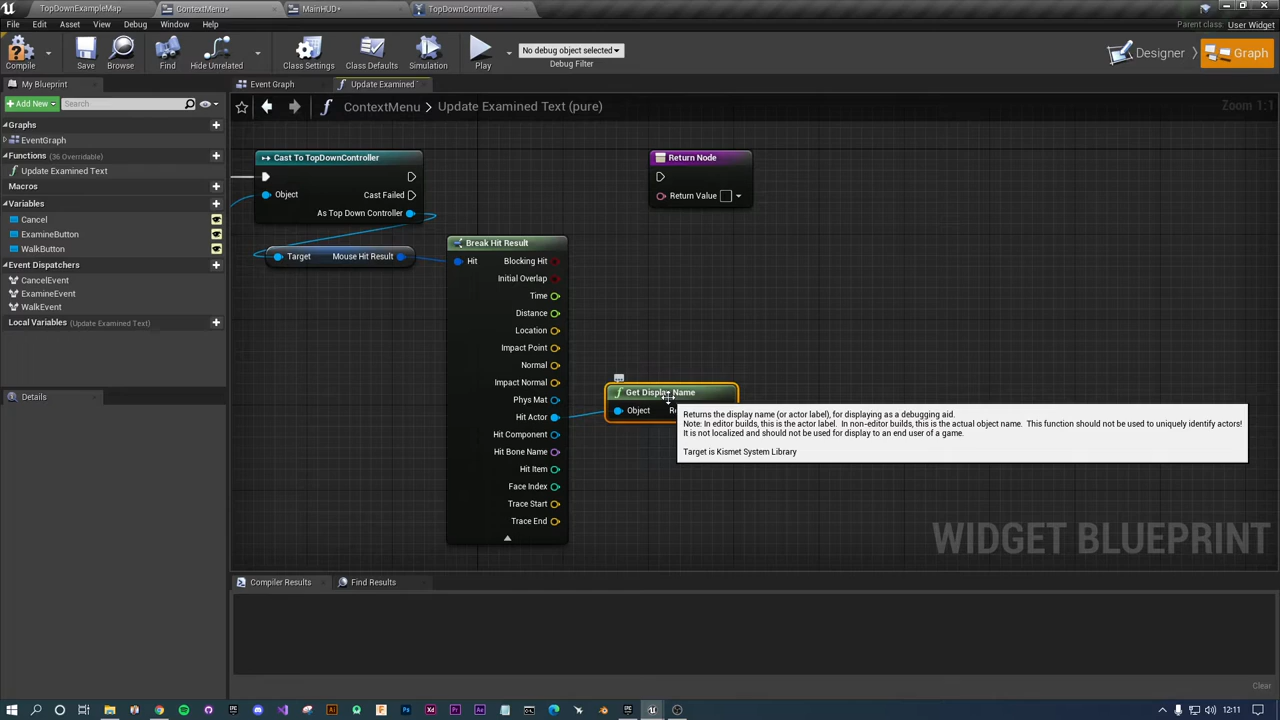 TopDownExampleMap
ContextMenu*
MainHUD*
TopDownController*
File Edit Asset View Debug Window Help
Parent class: User Widget
Compile
Save
Browse
Find
Hide Unrelated
Class Settings
Class Defaults
Simulation
Play
No debug object selected
Debug Filter
Designer
Graph
My Blueprint
Event Graph
Update Examined
+Add New
Search
ContextMenu > Update Examined Text (pure)
Zoom 1:1
Graphs
EventGraph
Functions (36 Overridable)
Update Examined Text
Macros
Variables
Cancel
ExamineButton
WalkButton
Event Dispatchers
CancelEvent
ExamineEvent
WalkEvent
Local Variables (Update Examined Text)
Details
Cast To TopDownController
Object
Cast Failed
As Top Down Controller
Target Mouse Hit Result
Return Node
Return Value
Break Hit Result
Hit Blocking Hit
Initial Overlap
Time
Distance
Location
Impact Point
Normal
Impact Normal
Phys Mat
Hit Actor
Hit Component
Hit Bone Name
Hit Item
Face Index
Trace Start
Trace End
Get Display Name
Object
Returns the display name (or actor label), for displaying as a debugging aid.
Note: In editor builds, this is the actor label. In non-editor builds, this is the actual object name. This function should not be used to uniquely identify actors!
It is not localized and should not be used for display to an end user of a game.
Target is Kismet System Library
WIDGET BLUEPRINT
Compiler Results
Find Results
Clear
12:11